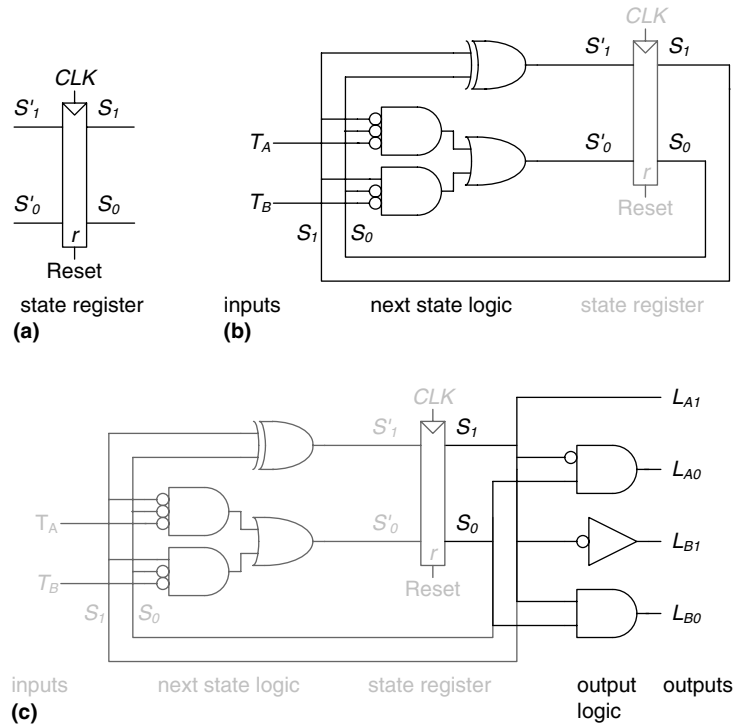 CLK
S'1 S1
S'0 S0
r
Reset
state register
(a)
CLK
S'1 S1
TA
S'0 S0
TB
r
Reset
S1 S0
inputs next state logic state register
(b)
CLK
LA1
S'1 S1
LA0
TA
S'0 S0
LB1
TB
r
Reset
S1 S0
LB0
inputs next state logic state register output logic outputs
(c)